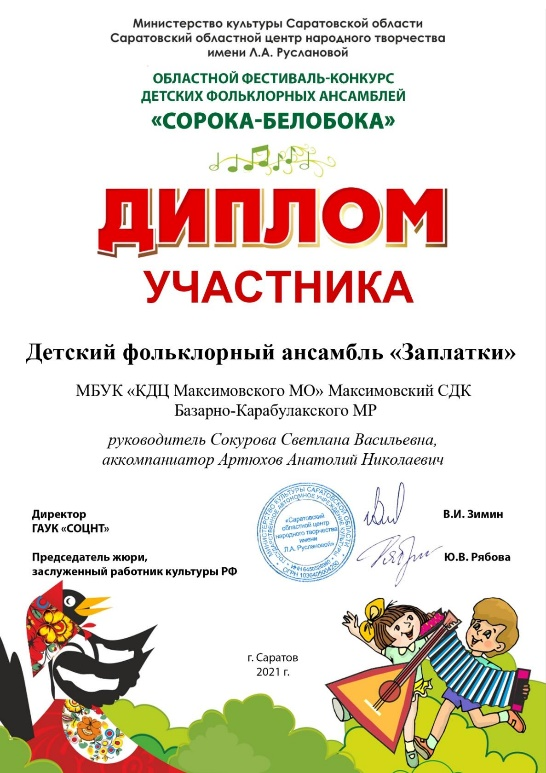 Министерство культуры Саратовской области
Саратовский областной центр народного творчества
имени Л.А. Руслановой
ОБЛАСТНОЙ ФЕСТИВАЛЬ-КОНКУРС
ДЕТСКИХ ФОЛЬКЛОРНЫХ АНСАМБЛЕЙ
«СОРОКА-БЕЛОБОКА»
ДИПЛОМ
УЧАСТНИКА
Детский фольклорный ансамбль «Заплатки»
МБУК «КДЦ Максимовского МО» Максимовский СДК
Базарно-Карабулакского МР
руководитель Сокурова Светлана Васильевна,
аккомпаниатор Артюхов Анатолий Николаевич
Директор
ГАУК «СОЦНТ»
В.И. Зимин
«Саратовский
областной центр
народного творчества
имени
Л.А. Руслановой»
Председатель жюри,
заслуженный работник культуры РФ
Ю.В. Рябова
г. Саратов
2021 г.